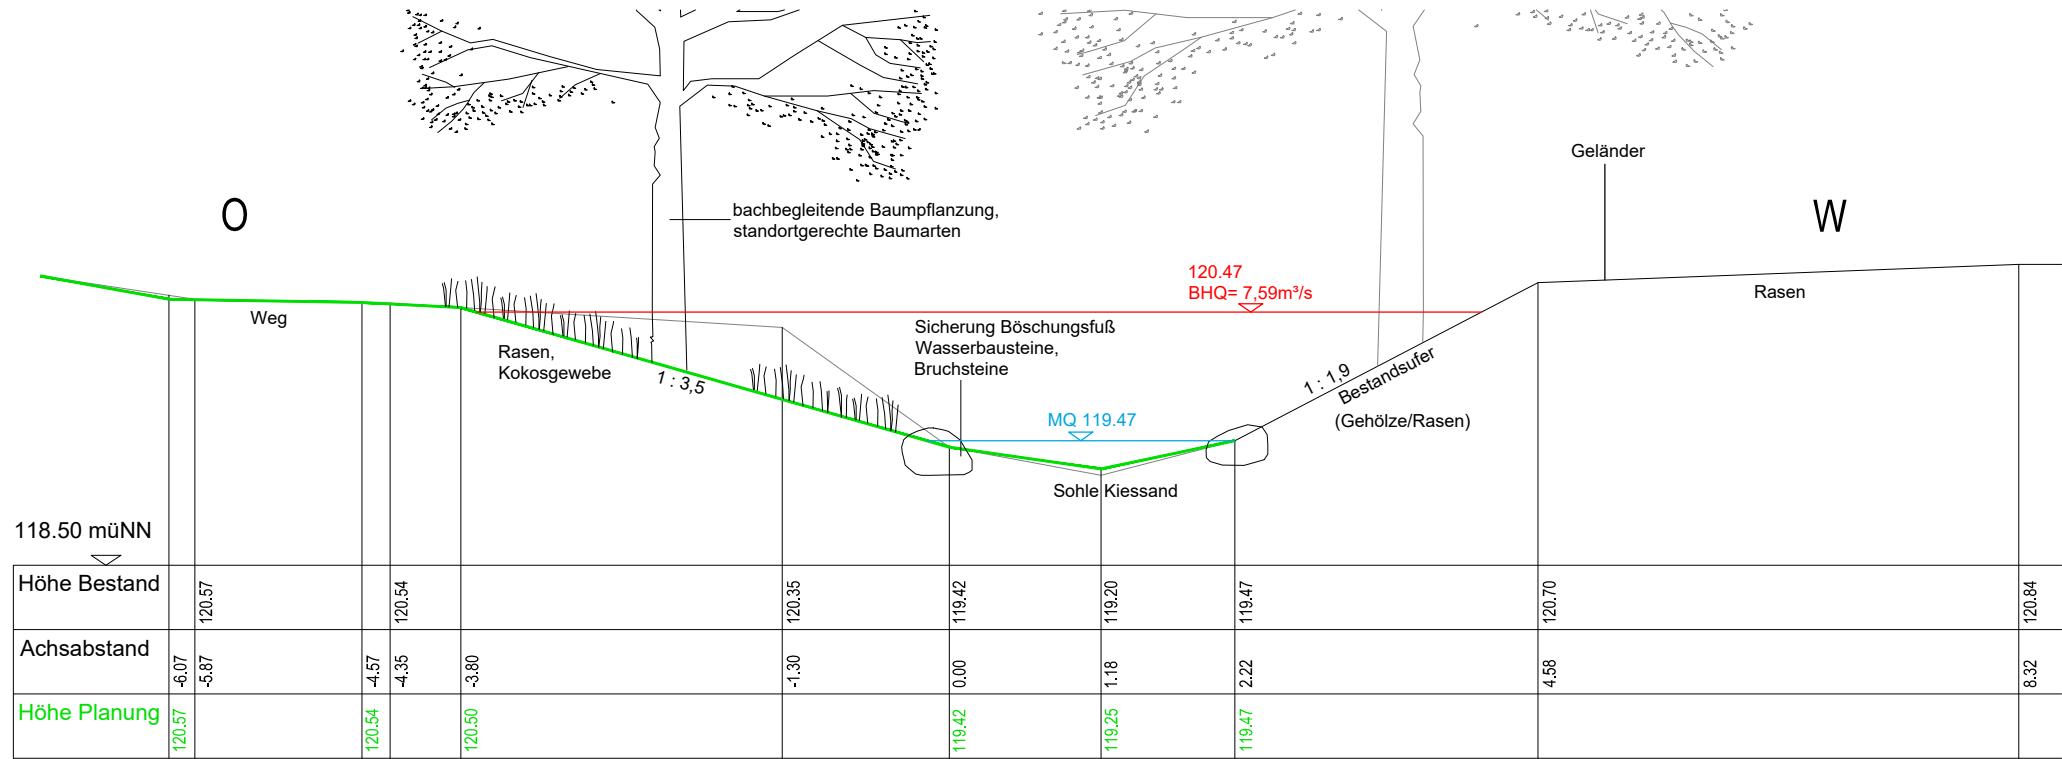 Geländer
O
W
bachbegleitende Baumpflanzung,
standortgerechte Baumarten
120.47
BHQ= 7,59m³/s
Rasen
Weg
Sicherung Böschungsfuß
Wasserbausteine,
Bruchsteine
Rasen,
Kokosgewebe
1 : 3,5
1 : 1,9
Bestandsufer
(Gehölze/Rasen)
MQ 119.47
Sohle Kiessand
118.50 müNN
Höhe Bestand 120.57 120.54 120.35 119.42 119.20 119.47 120.70 120.84
Achsabstand -6.07 -5.87 -4.57 -4.35 -3.80 -1.30 0.00 1.18 2.22 4.58 8.32
Höhe Planung 120.57 120.54 120.50 119.42 119.25 119.47